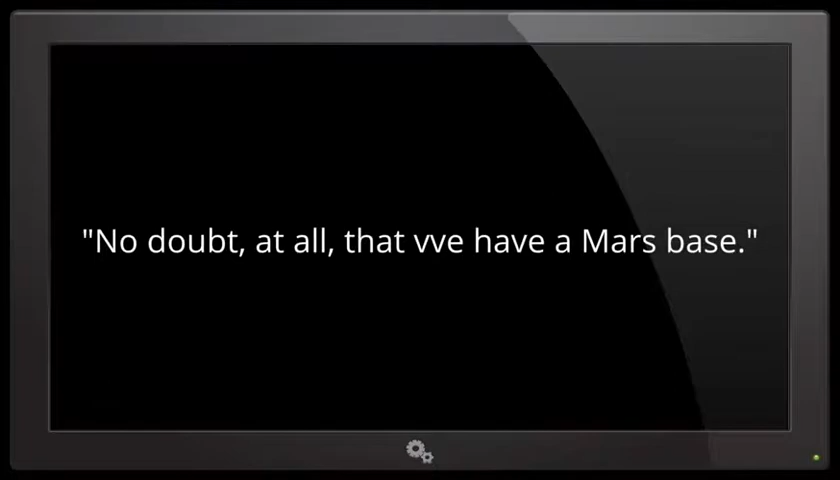 "No doubt, at all, that vve have a Mars base."